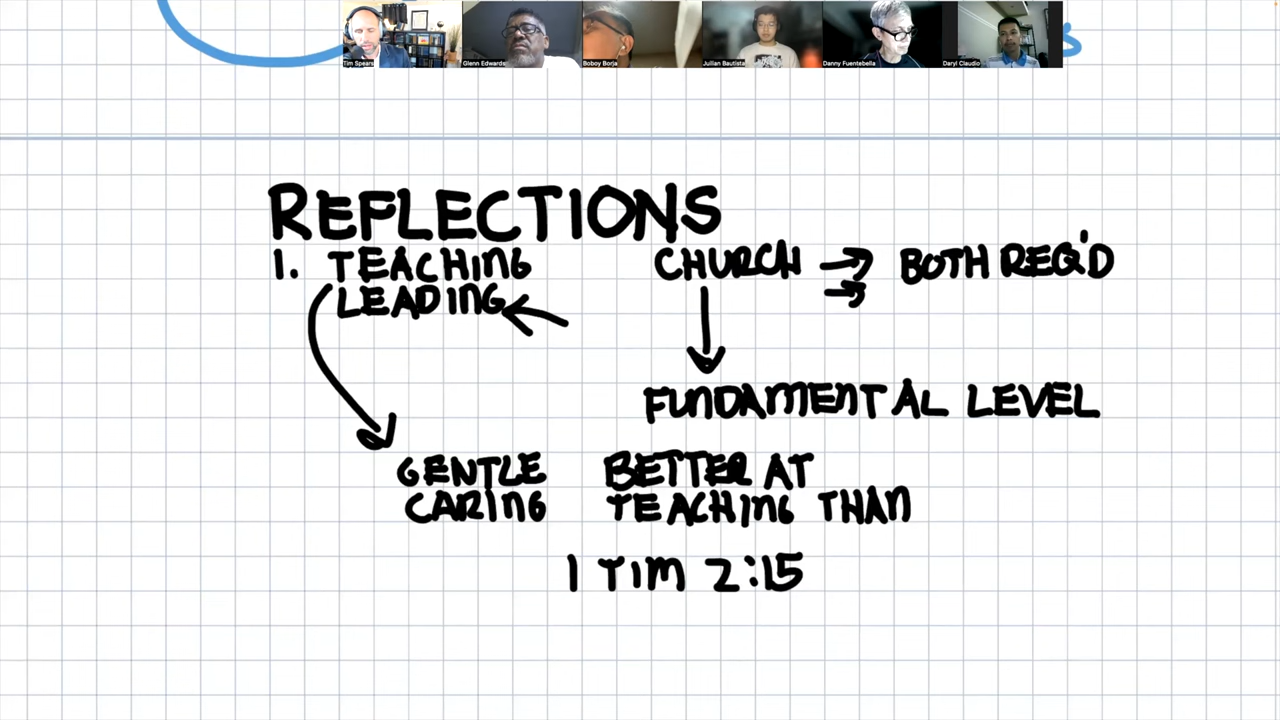 Tim Spears
Glenn Edwards
Boboy Borja
Julian Bautista
Danny Fuentebella
Daryl Claudio
REFLECTIONS
1. TEACHING
LEADING
CHURCH → BOTH REQ'D
FUNDAMENTAL LEVEL
GENTLE
CARING
BETTER AT
TEACHING THAN
1 TIM 2:15